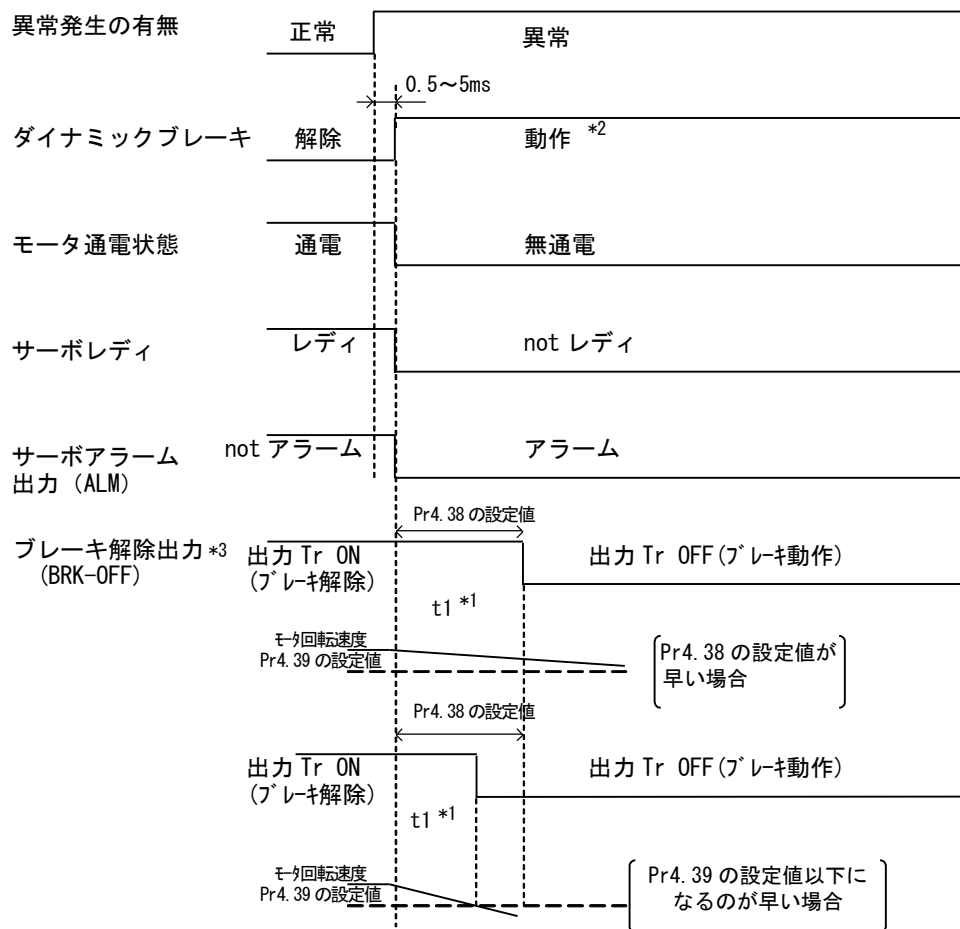 異常発生の有無 正常 異常
0.5～5ms
ダイナミックブレーキ 解除 動作 *2
モータ通電状態 通電 無通電
サーボレディ レディ not レディ
サーボアラーム not アラーム アラーム
出力 (ALM)
Pr4.38 の設定値
ブレーキ解除出力 *3 出力 Tr ON 出力 Tr OFF(ﾌﾞﾚｰｷ動作)
(BRK-OFF) (ﾌﾞﾚｰｷ解除)
t1 *1
ﾓｰﾀ回転速度
Pr4.39 の設定値
Pr4.38 の設定値が
早い場合
Pr4.38 の設定値
出力 Tr ON 出力 Tr OFF(ﾌﾞﾚｰｷ動作)
(ﾌﾞﾚｰｷ解除)
t1 *1
ﾓｰﾀ回転速度
Pr4.39 の設定値
Pr4.39 の設定値以下に
なるのが早い場合